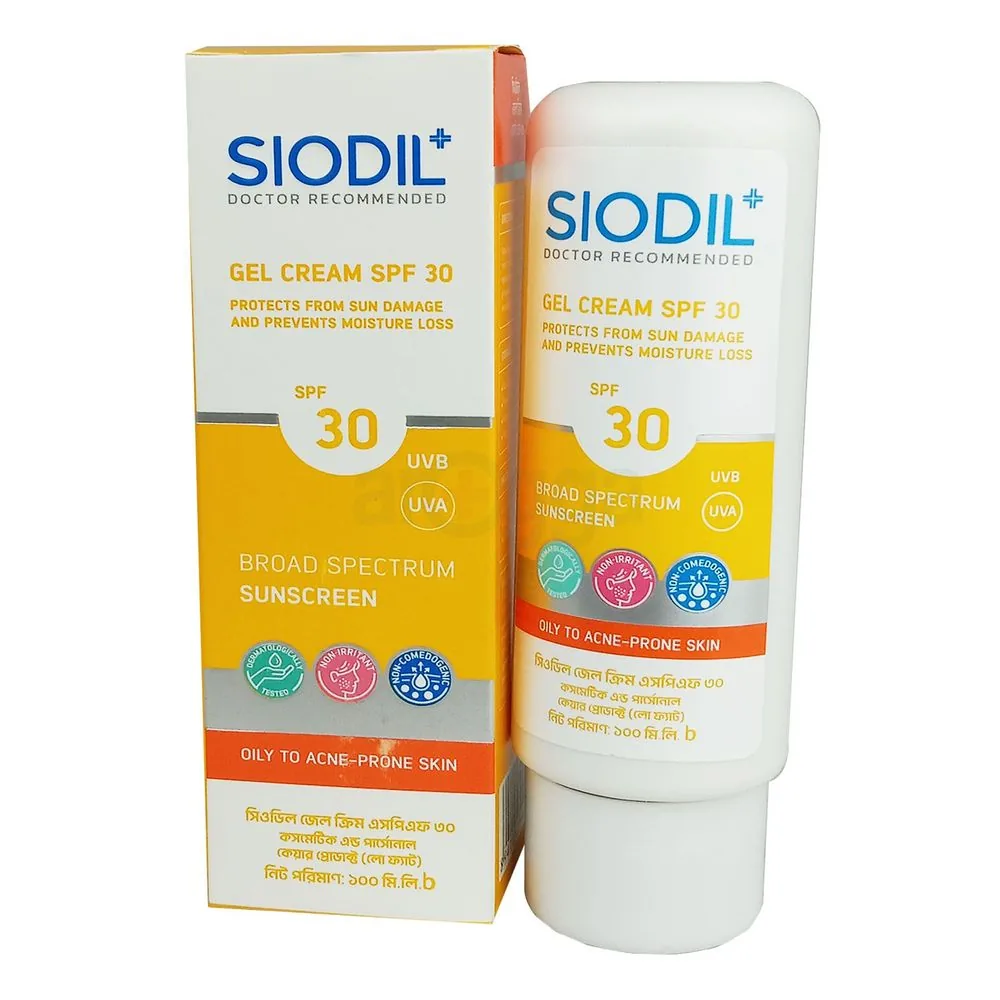 SIODIL+
DOCTOR RECOMMENDED
GEL CREAM SPF 30
PROTECTS FROM SUN DAMAGE
AND PREVENTS MOISTURE LOSS
SPF
30
UVB
UVA
BROAD SPECTRUM
SUNSCREEN
DERMATOLOGICALLY
TESTED
NON-IRRITANT
NON-COMEDOGENIC
OILY TO ACNE-PRONE SKIN
সিওডিল জেল ক্রিম এসপিএফ ৩০
কসমেটিক এন্ড পার্সোনাল
কেয়ার প্রোডাক্ট (লো ফ্যাট)
নিট পরিমাণ: ১০০ মি.লি. b
SIODIL+
DOCTOR RECOMMENDED
GEL CREAM SPF 30
PROTECTS FROM SUN DAMAGE
AND PREVENTS MOISTURE LOSS
SPF
30
UVB
UVA
BROAD SPECTRUM
SUNSCREEN
DERMATOLOGICALLY
TESTED
NON-IRRITANT
NON-COMEDOGENIC
OILY TO ACNE-PRONE SKIN
সিওডিল জেল ক্রিম এসপিএফ ৩০
কসমেটিক এন্ড পার্সোনাল
কেয়ার প্রোডাক্ট (লো ফ্যাট)
নিট পরিমাণ: ১০০ মি.লি. b